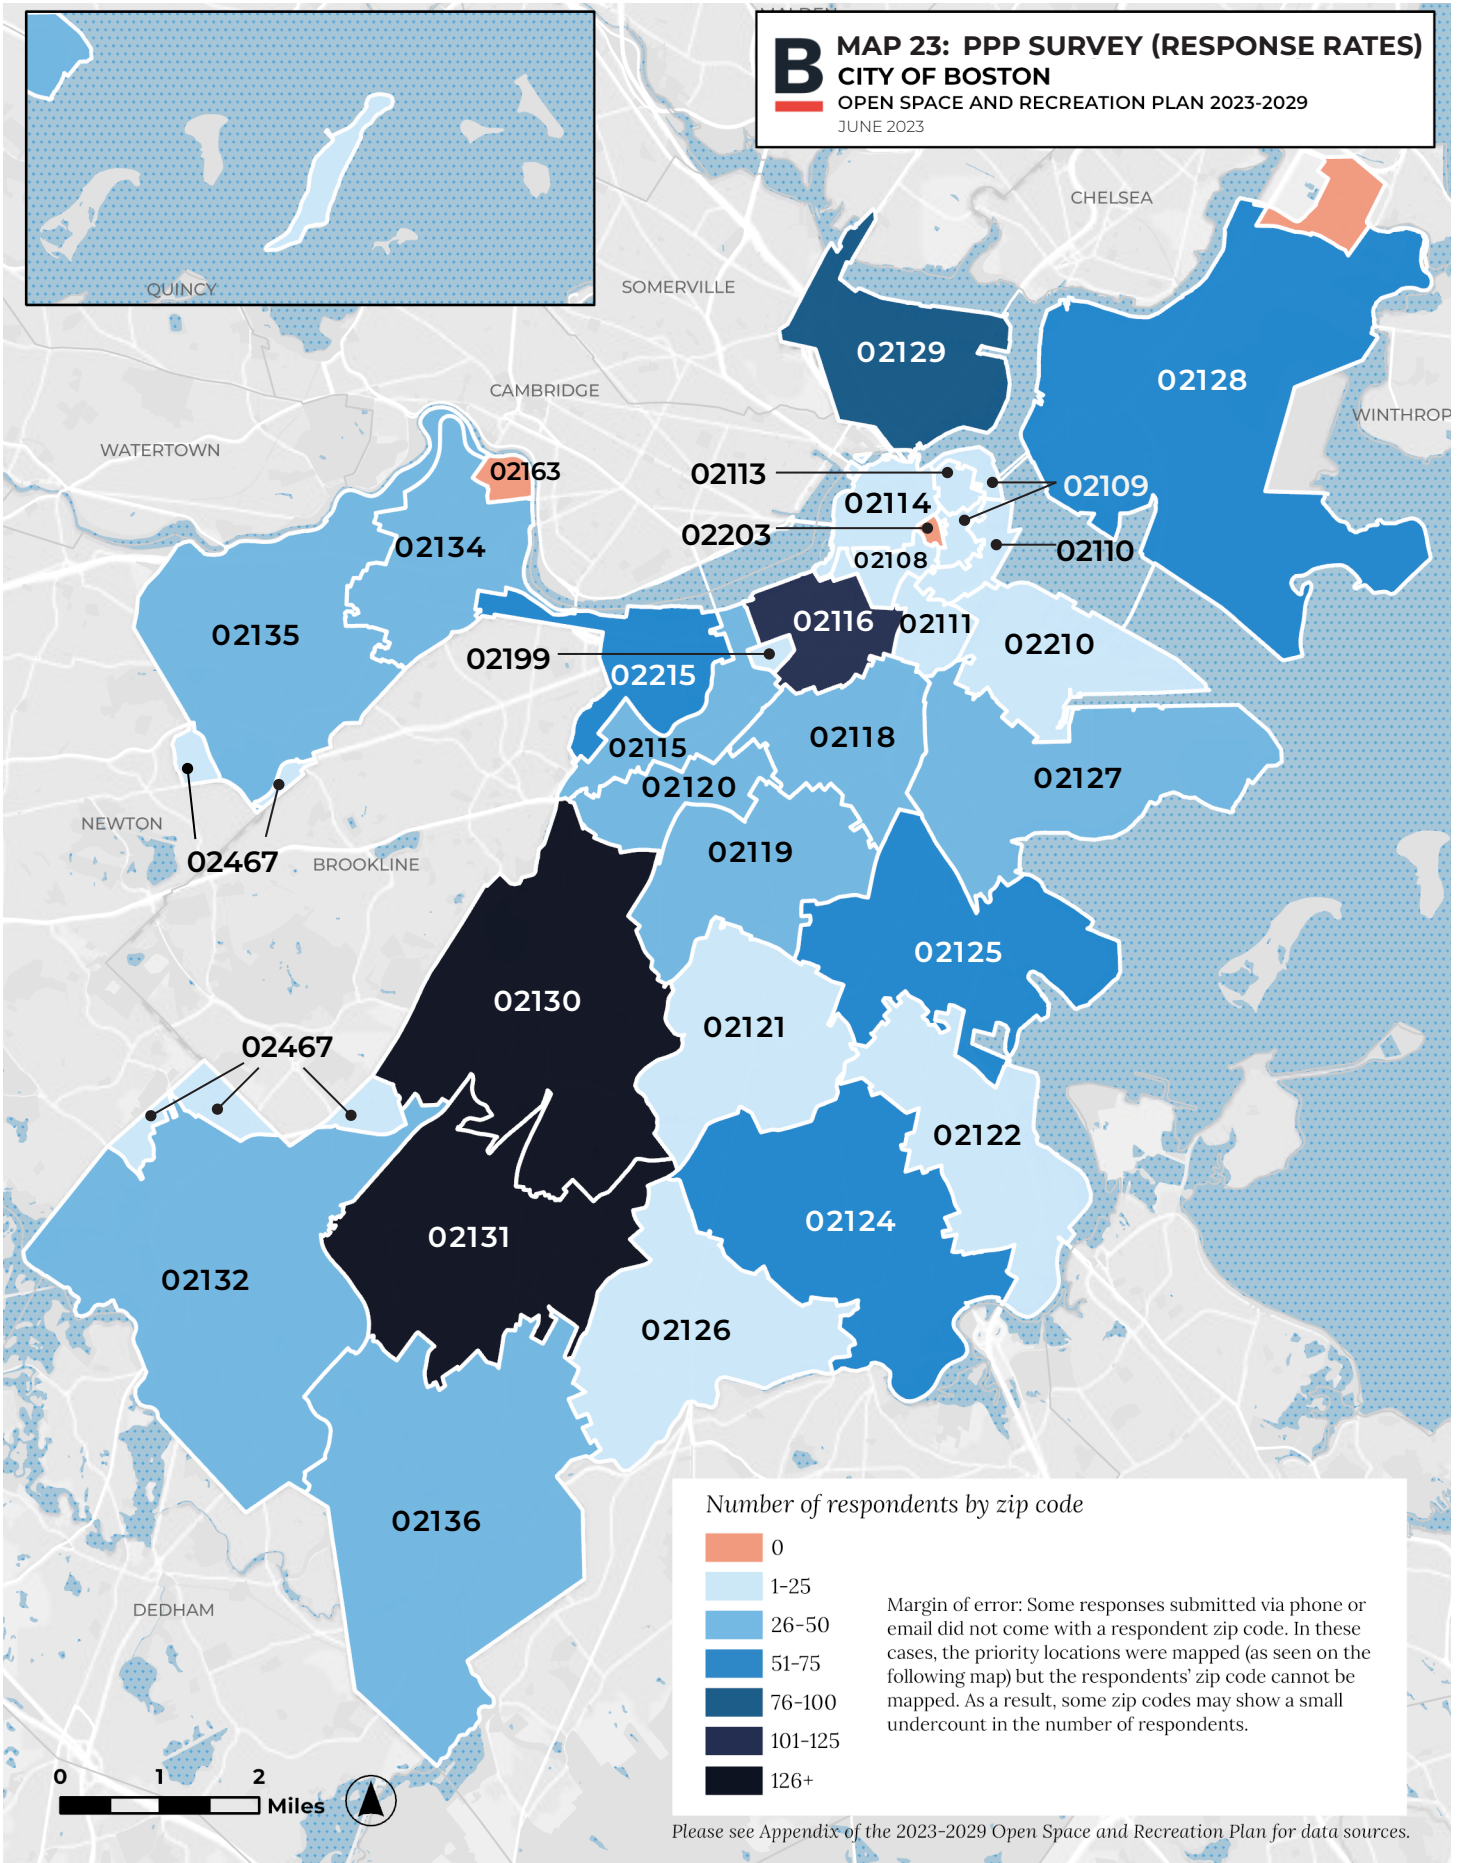 MAP 23: PPP SURVEY (RESPONSE RATES)
B
CITY OF BOSTON
OPEN SPACE AND RECREATION PLAN 2023-2029
JUNE 2023
MALDEN
CHELSEA
QUINCY
SOMERVILLE
02129
02128
CAMBRIDGE
WINTHROP
WATERTOWN
02163
02113
02109
02114
02203
02134
02110
02108
02116
02111
02135
02210
02199
02215
02118
02115
02127
02120
NEWTON
02119
02467
BROOKLINE
02125
02130
02121
02467
02122
02124
02131
02132
02126
02136
DEDHAM
Number of respondents by zip code
0
1-25
26-50
51-75
76-100
101-125
126+
Margin of error: Some responses submitted via phone or
email did not come with a respondent zip code. In these
cases, the priority locations were mapped (as seen on the
following map) but the respondents' zip code cannot be
mapped. As a result, some zip codes may show a small
undercount in the number of respondents.
0 1 2
Miles
Please see Appendix of the 2023-2029 Open Space and Recreation Plan for data sources.